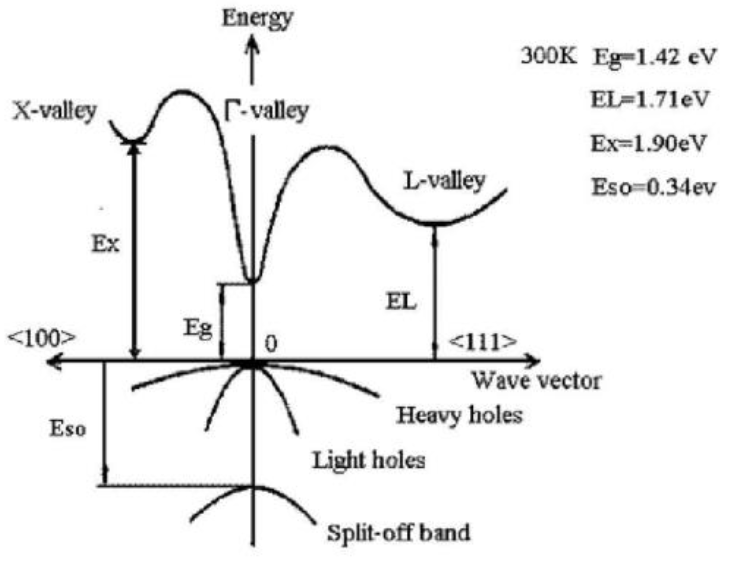 Energy
300K Eg=1.42 eV
EL=1.71eV
Ex=1.90eV
Eso=0.34ev
X-valley
Γ-valley
L-valley
Ex
EL
Eg
0
<100>
<111>
Wave vector
Heavy holes
Eso
Light holes
Split-off band